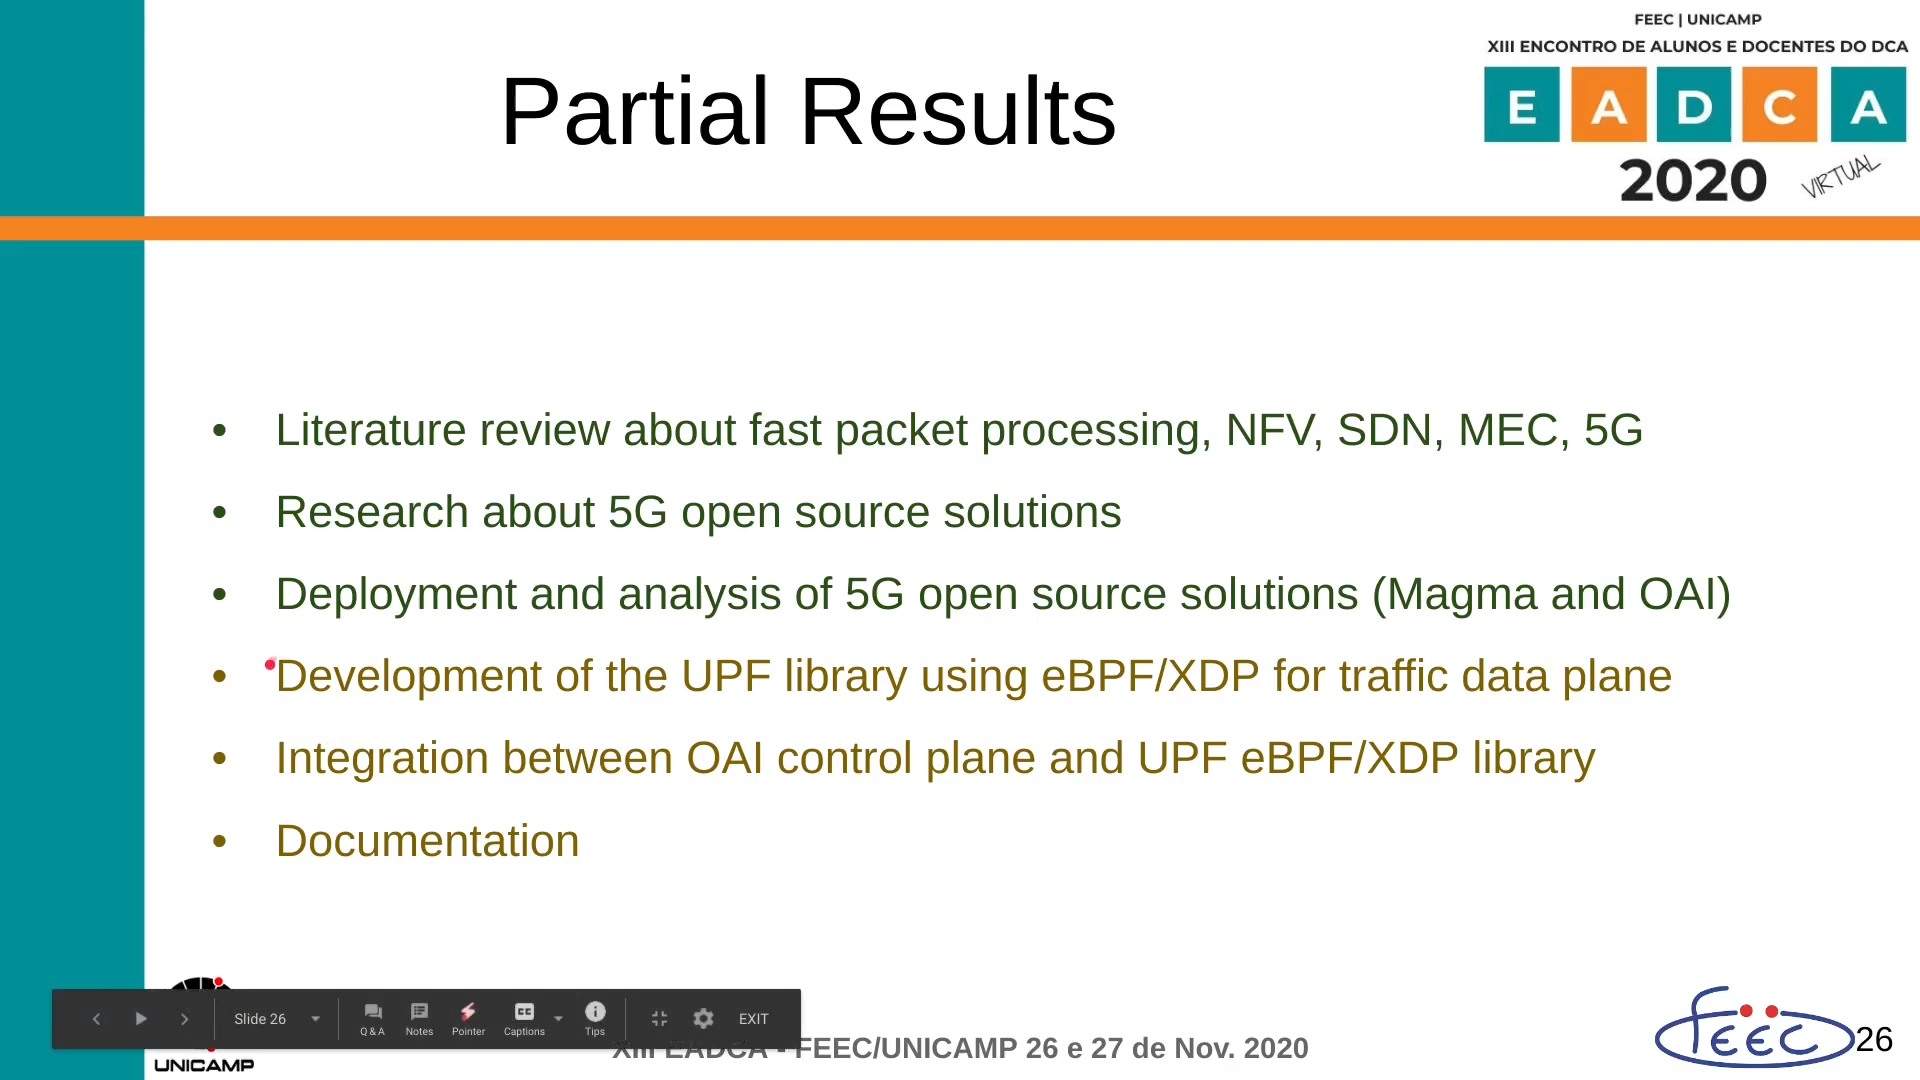 FEEC | UNICAMP
XIII ENCONTRO DE ALUNOS E DOCENTES DO DCA
E A D C A
2020 VIRTUAL
Partial Results
• Literature review about fast packet processing, NFV, SDN, MEC, 5G
• Research about 5G open source solutions
• Deployment and analysis of 5G open source solutions (Magma and OAI)
• Development of the UPF library using eBPF/XDP for traffic data plane
• Integration between OAI control plane and UPF eBPF/XDP library
• Documentation
Slide 26
Q & A Notes Pointer Captions Tips EXIT
XIII EADCA - FEEC/UNICAMP 26 e 27 de Nov. 2020
UNICAMP
feec
26